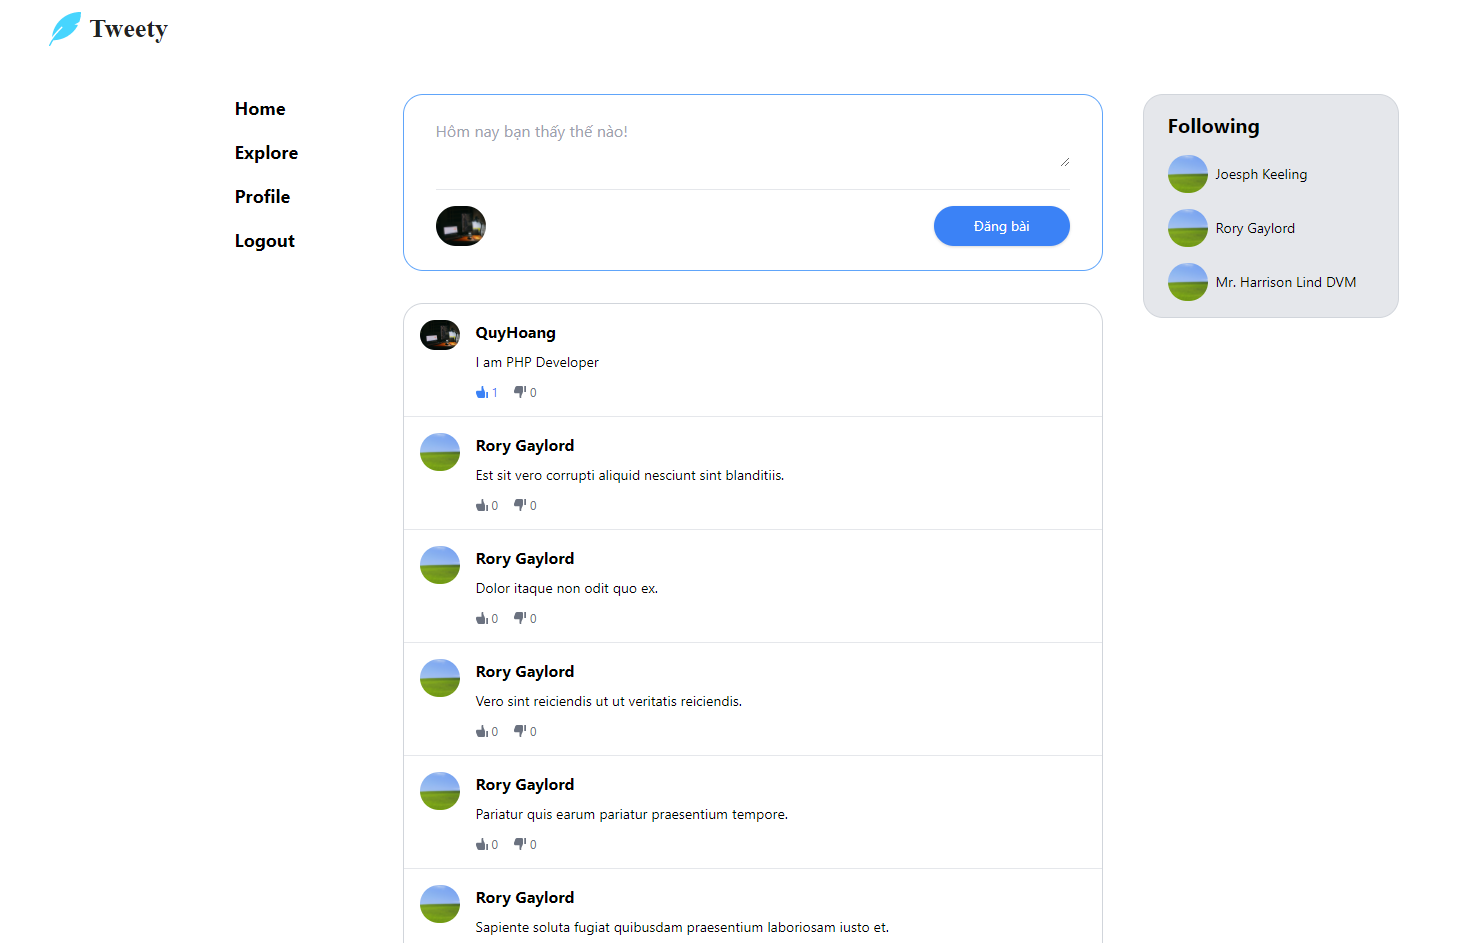 Tweety
Home
Explore
Profile
Logout
Hôm nay bạn thấy thế nào!
Đăng bài
QuyHoang
I am PHP Developer
1 0
Rory Gaylord
Est sit vero corrupti aliquid nesciunt sint blanditiis.
0 0
Rory Gaylord
Dolor itaque non odit quo ex.
0 0
Rory Gaylord
Vero sint reiciendis ut ut veritatis reiciendis.
0 0
Rory Gaylord
Pariatur quis earum pariatur praesentium tempore.
0 0
Rory Gaylord
Sapiente soluta fugiat quibusdam praesentium laboriosam iusto et.
Following
Joesph Keeling
Rory Gaylord
Mr. Harrison Lind DVM